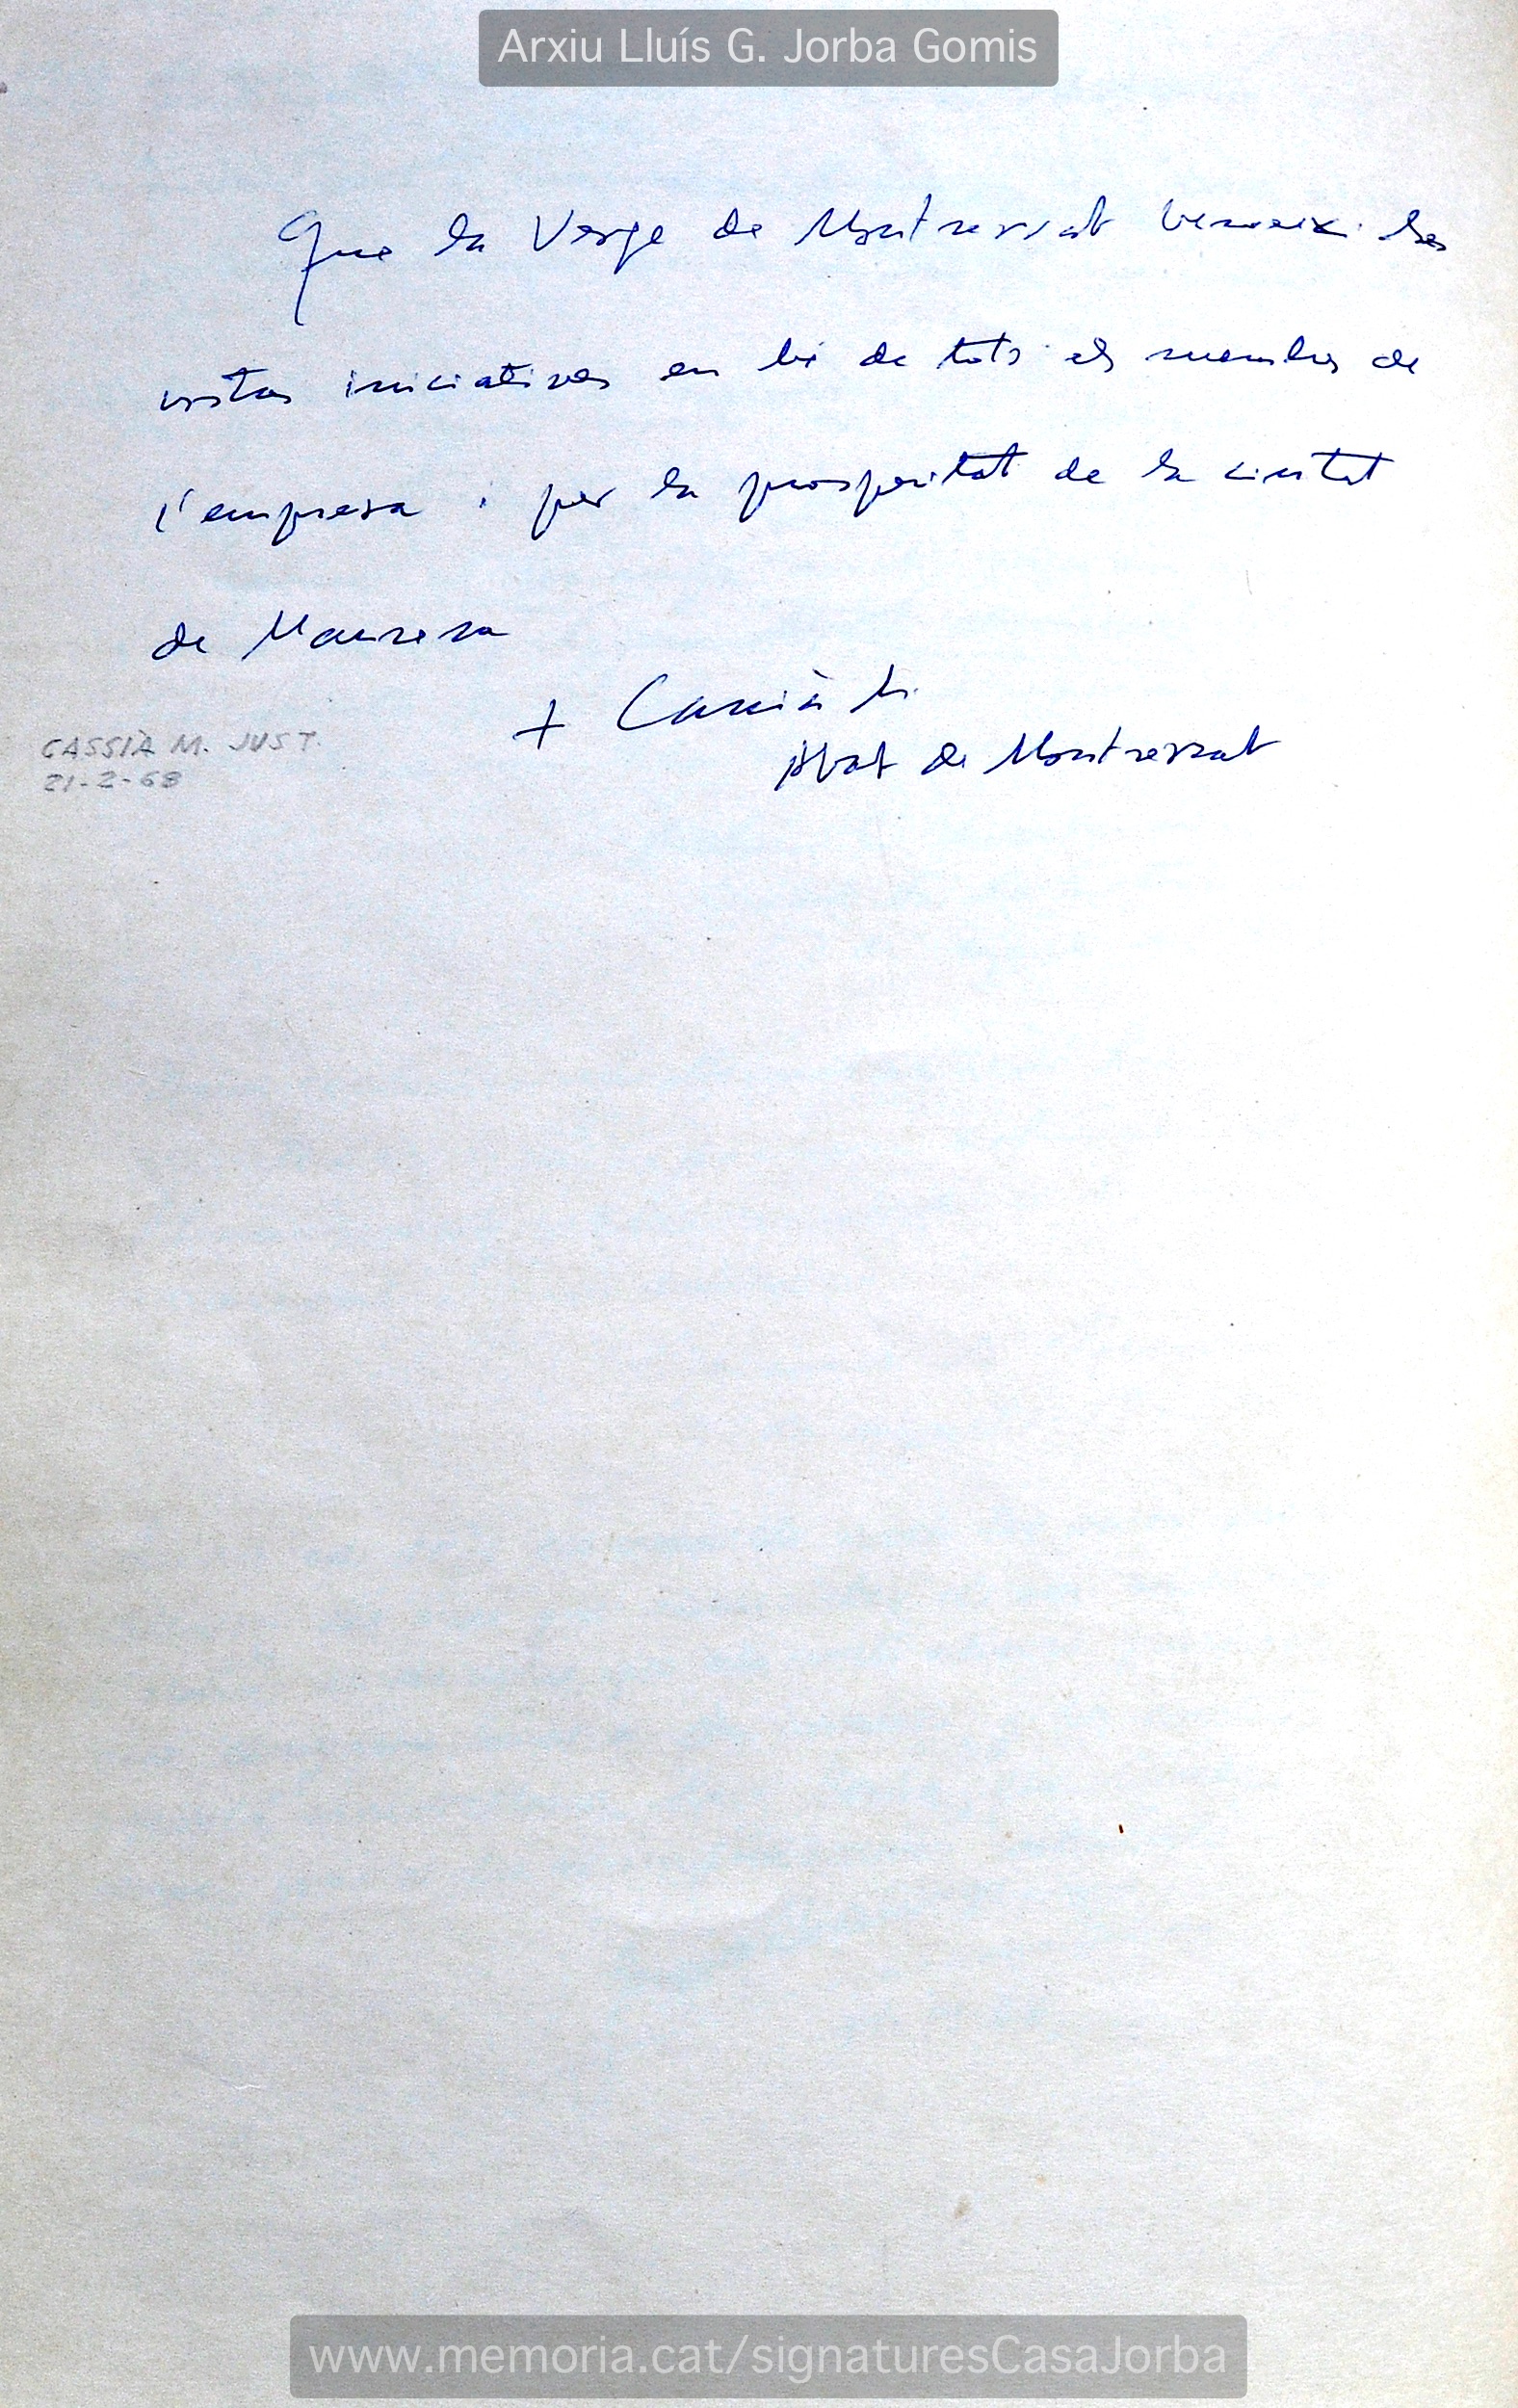 Arxiu Lluís G. Jorba Gomis
Que la Verge de Montserrat beneeix les
vostres iniciatives en bé de tots els membres de
l'empresa i per la prosperitat de la ciutat
de Manresa
+ Cassià M.
Abat de Montserrat
CASSIÀ M. JUST.
21-2-68
www.memoria.cat/signaturesCasaJorba